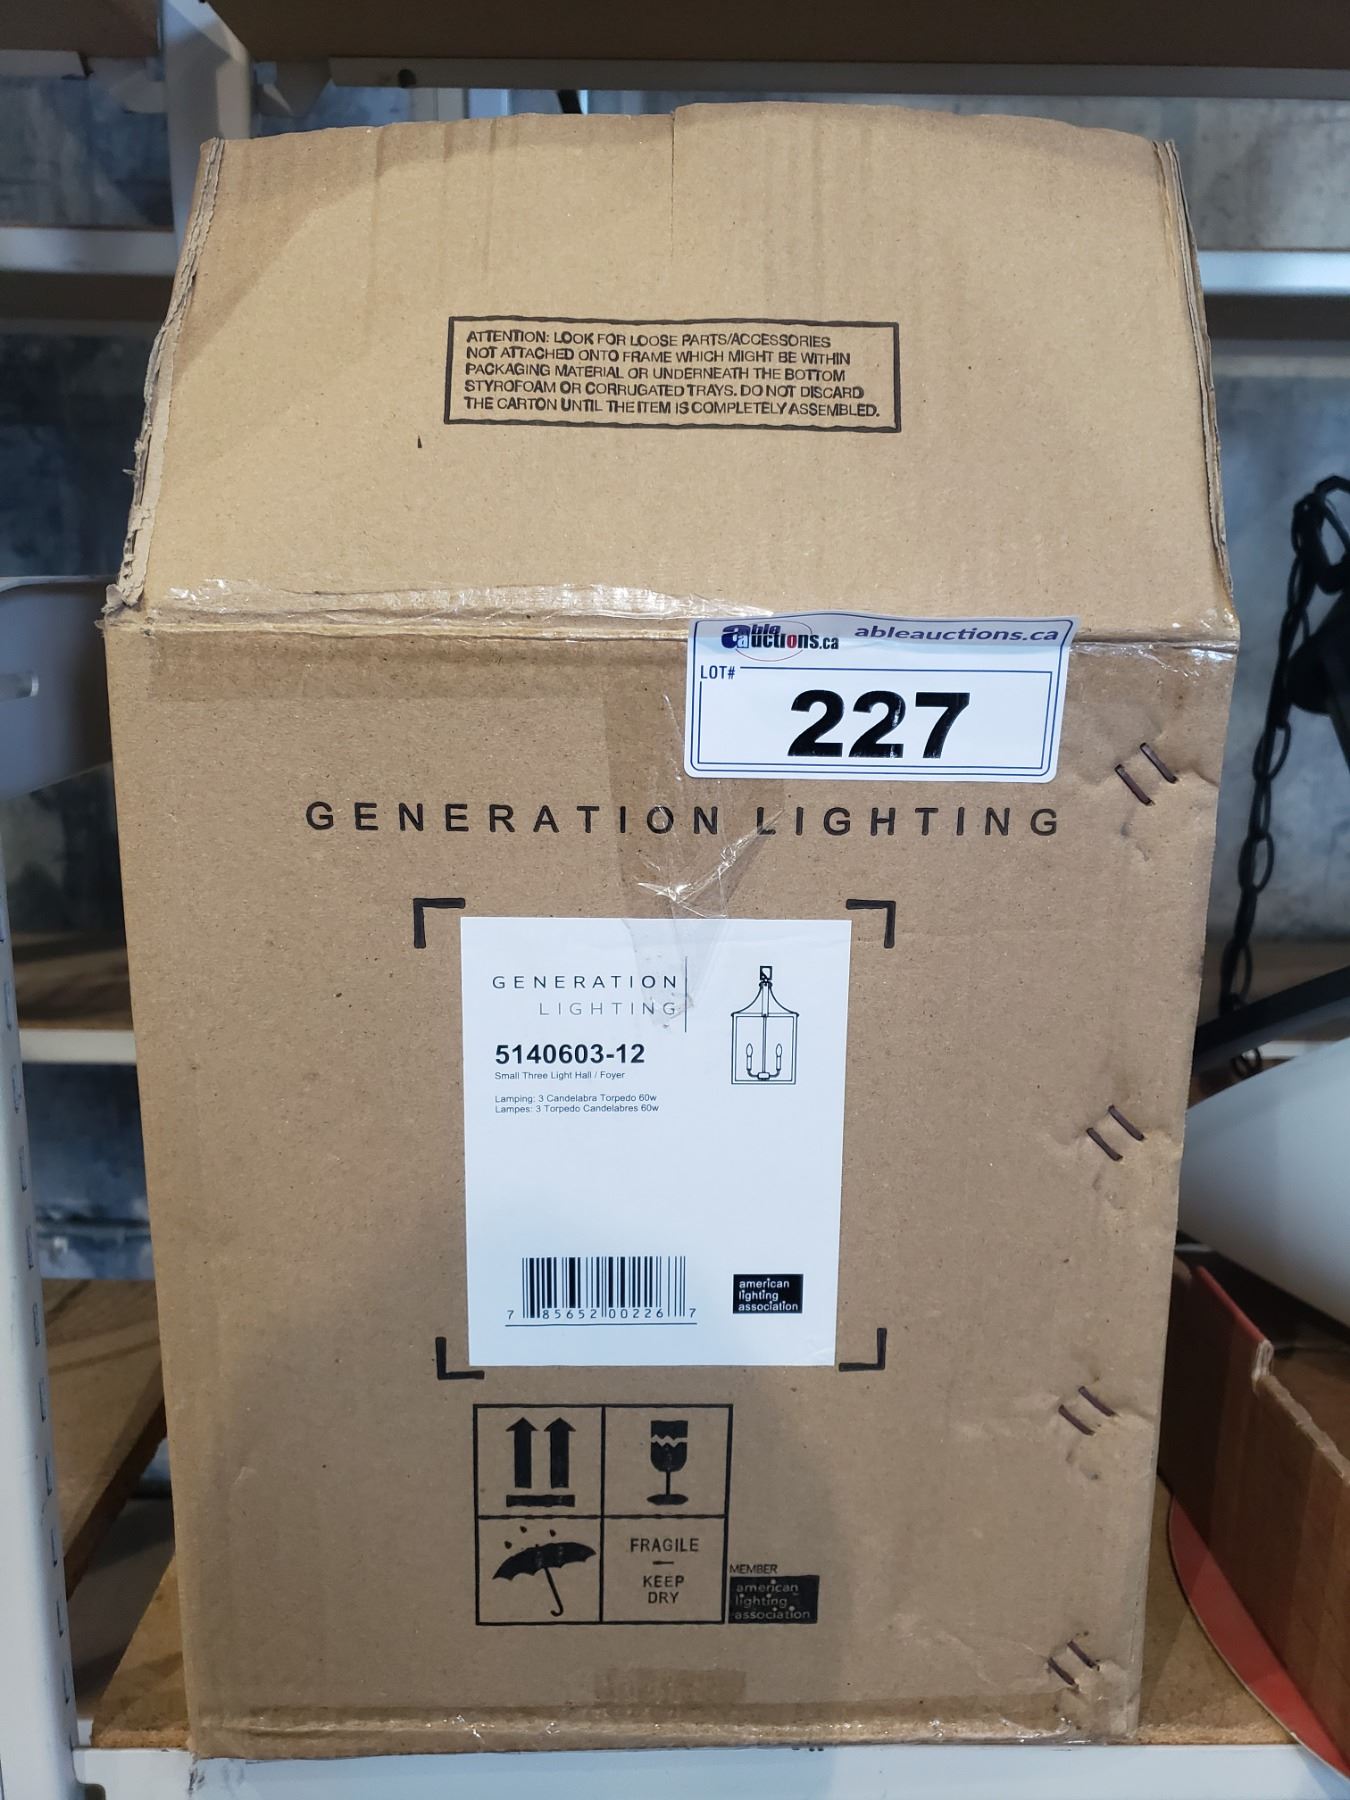 ATTENTION: LOOK FOR LOOSE PARTS/ACCESSORIES
NOT ATTACHED ONTO FRAME WHICH MIGHT BE WITHIN
PACKAGING MATERIAL OR UNDERNEATH THE BOTTOM
STYROFOAM OR CORRUGATED TRAYS. DO NOT DISCARD
THE CARTON UNTIL THE ITEM IS COMPLETELY ASSEMBLED.
able auctions.ca ableauctions.ca
LOT#
227
GENERATION LIGHTING
GENERATION
LIGHTING
5140603-12
Small Three Light Hall / Foyer
Lamping: 3 Candelabra Torpedo 60w
Lampes: 3 Torpedo Candelabres 60w
7 85652 00226 7
american
lighting
association
FRAGILE
—
KEEP
DRY
MEMBER
american
lighting
association